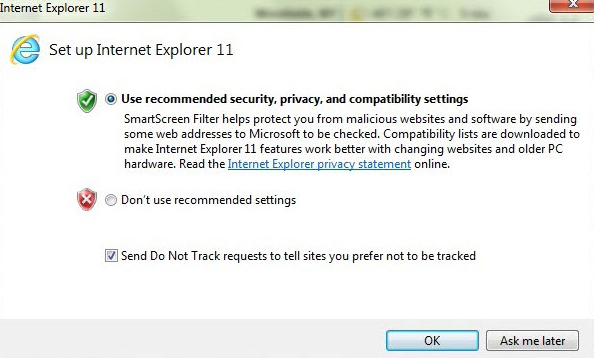 Internet Explorer 11
Set up Internet Explorer 11
Use recommended security, privacy, and compatibility settings
SmartScreen Filter helps protect you from malicious websites and software by sending
some web addresses to Microsoft to be checked. Compatibility lists are downloaded to
make Internet Explorer 11 features work better with changing websites and older PC
hardware. Read the Internet Explorer privacy statement online.
Don't use recommended settings
Send Do Not Track requests to tell sites you prefer not to be tracked
OK
Ask me later